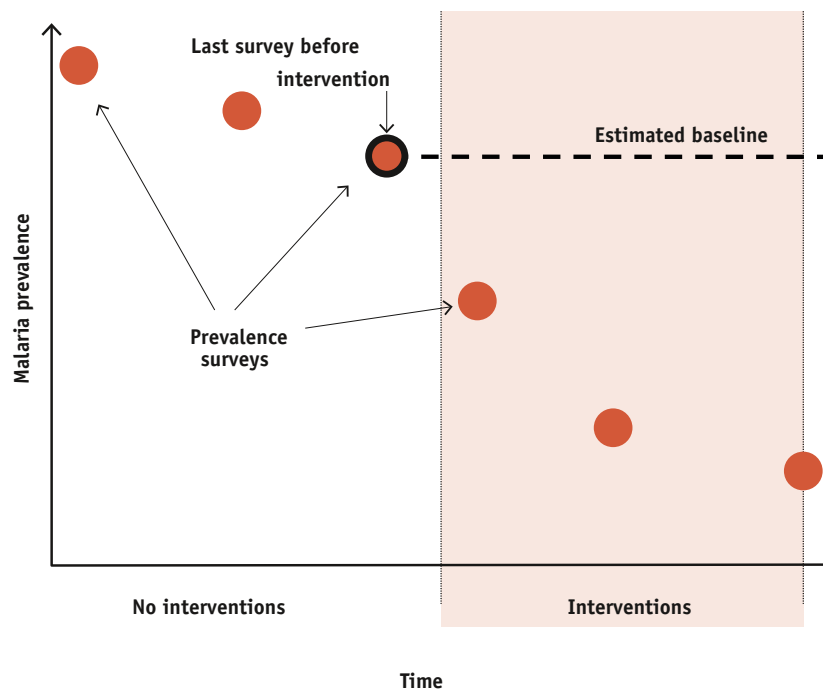 Last survey before
intervention
Estimated baseline
Malaria prevalence
Prevalence
surveys
No interventions
Interventions
Time